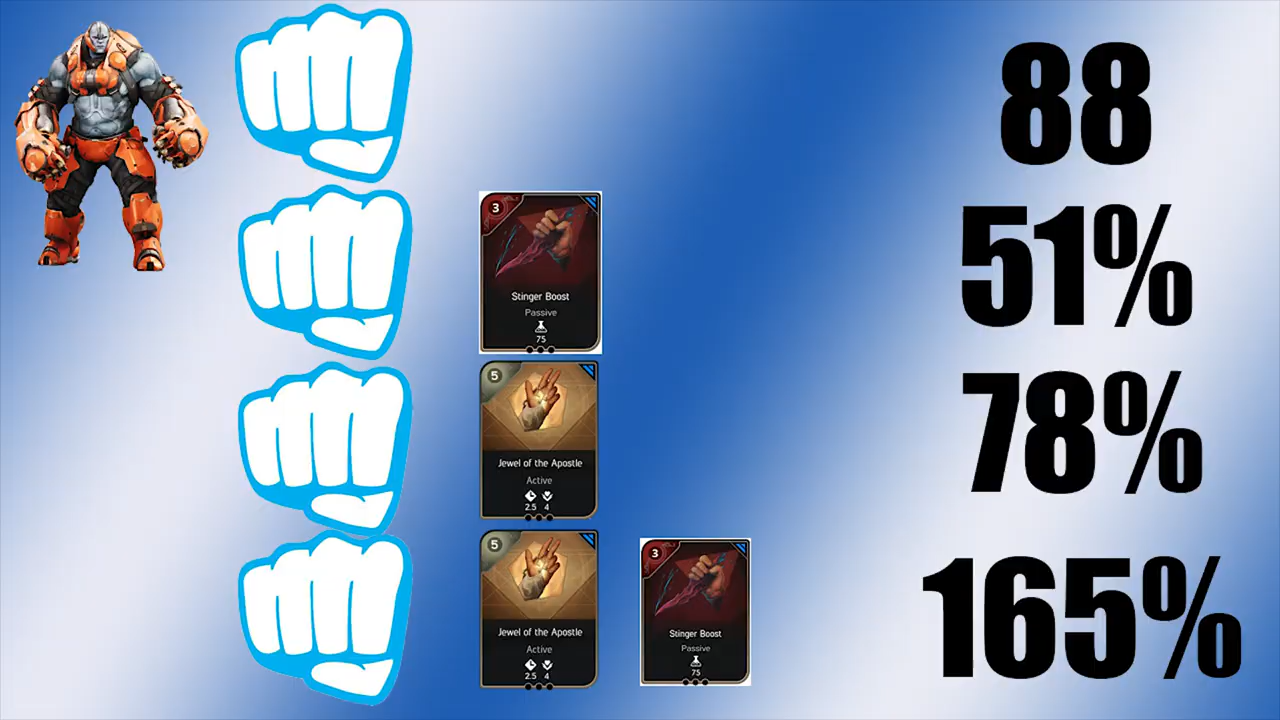 88
3
Stinger Boost
Passive
75
51%
5
Jewel of the Apostle
Active
2.5 4
78%
5
Jewel of the Apostle
Active
2.5 4
3
Stinger Boost
Passive
75
165%